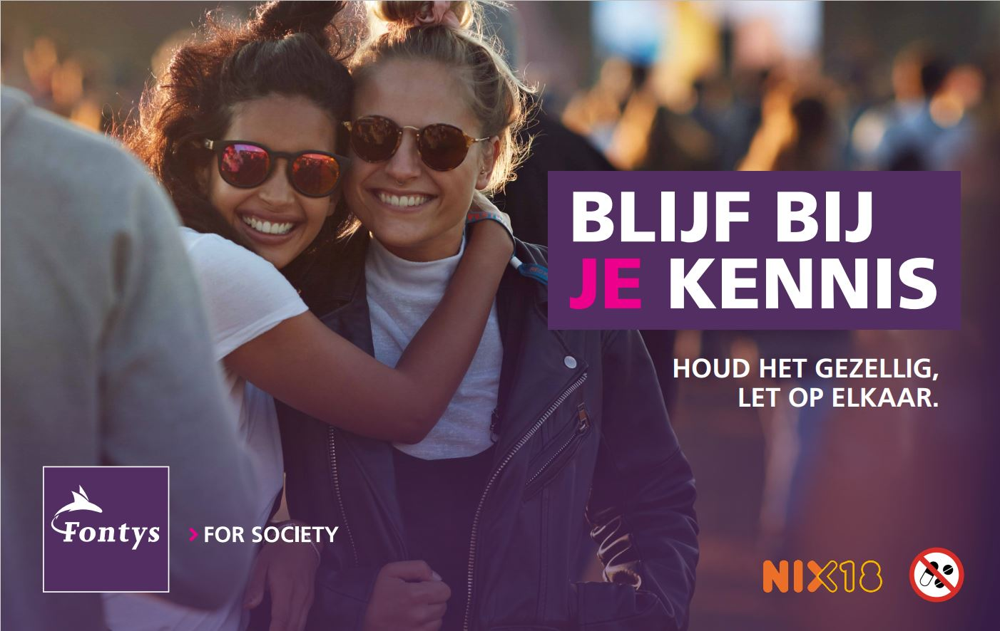 BLIJF BIJ
JE KENNIS
HOUD HET GEZELLIG,
LET OP ELKAAR.
Fontys
> FOR SOCIETY
NIX18